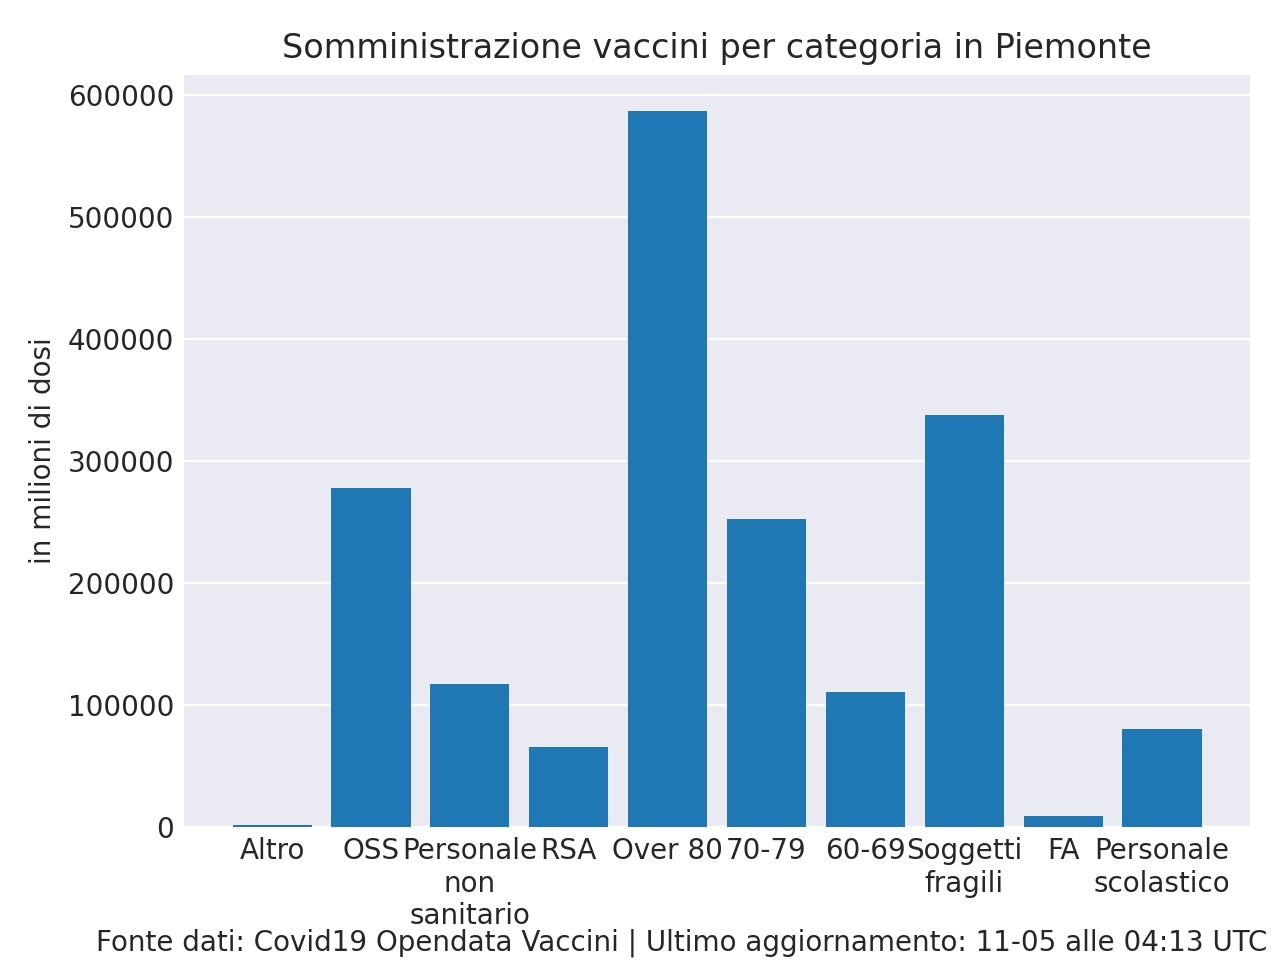 Somministrazione vaccini per categoria in Piemonte
600000
500000
400000
300000
200000
100000
0
in milioni di dosi
Altro
OSS
Personale
non
sanitario
RSA
Over 80
70-79
60-69
Soggetti
fragili
FA
Personale
scolastico
Fonte dati: Covid19 Opendata Vaccini | Ultimo aggiornamento: 11-05 alle 04:13 UTC